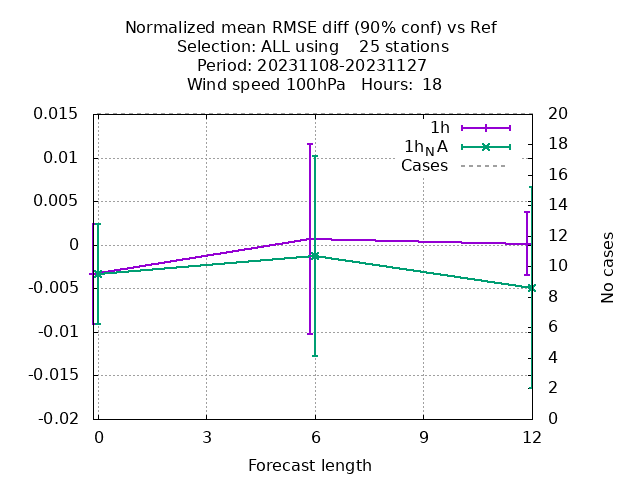 Normalized mean RMSE diff (90% conf) vs Ref
Selection: ALL using    25 stations
Period: 20231108-20231127
Wind speed 100hPa   Hours:  18
0.015
0.01
0.005
0
-0.005
-0.01
-0.015
-0.02
1h
1h_N A
Cases
20
18
16
14
12
10
8
6
4
2
0
No cases
0 3 6 9 12
Forecast length